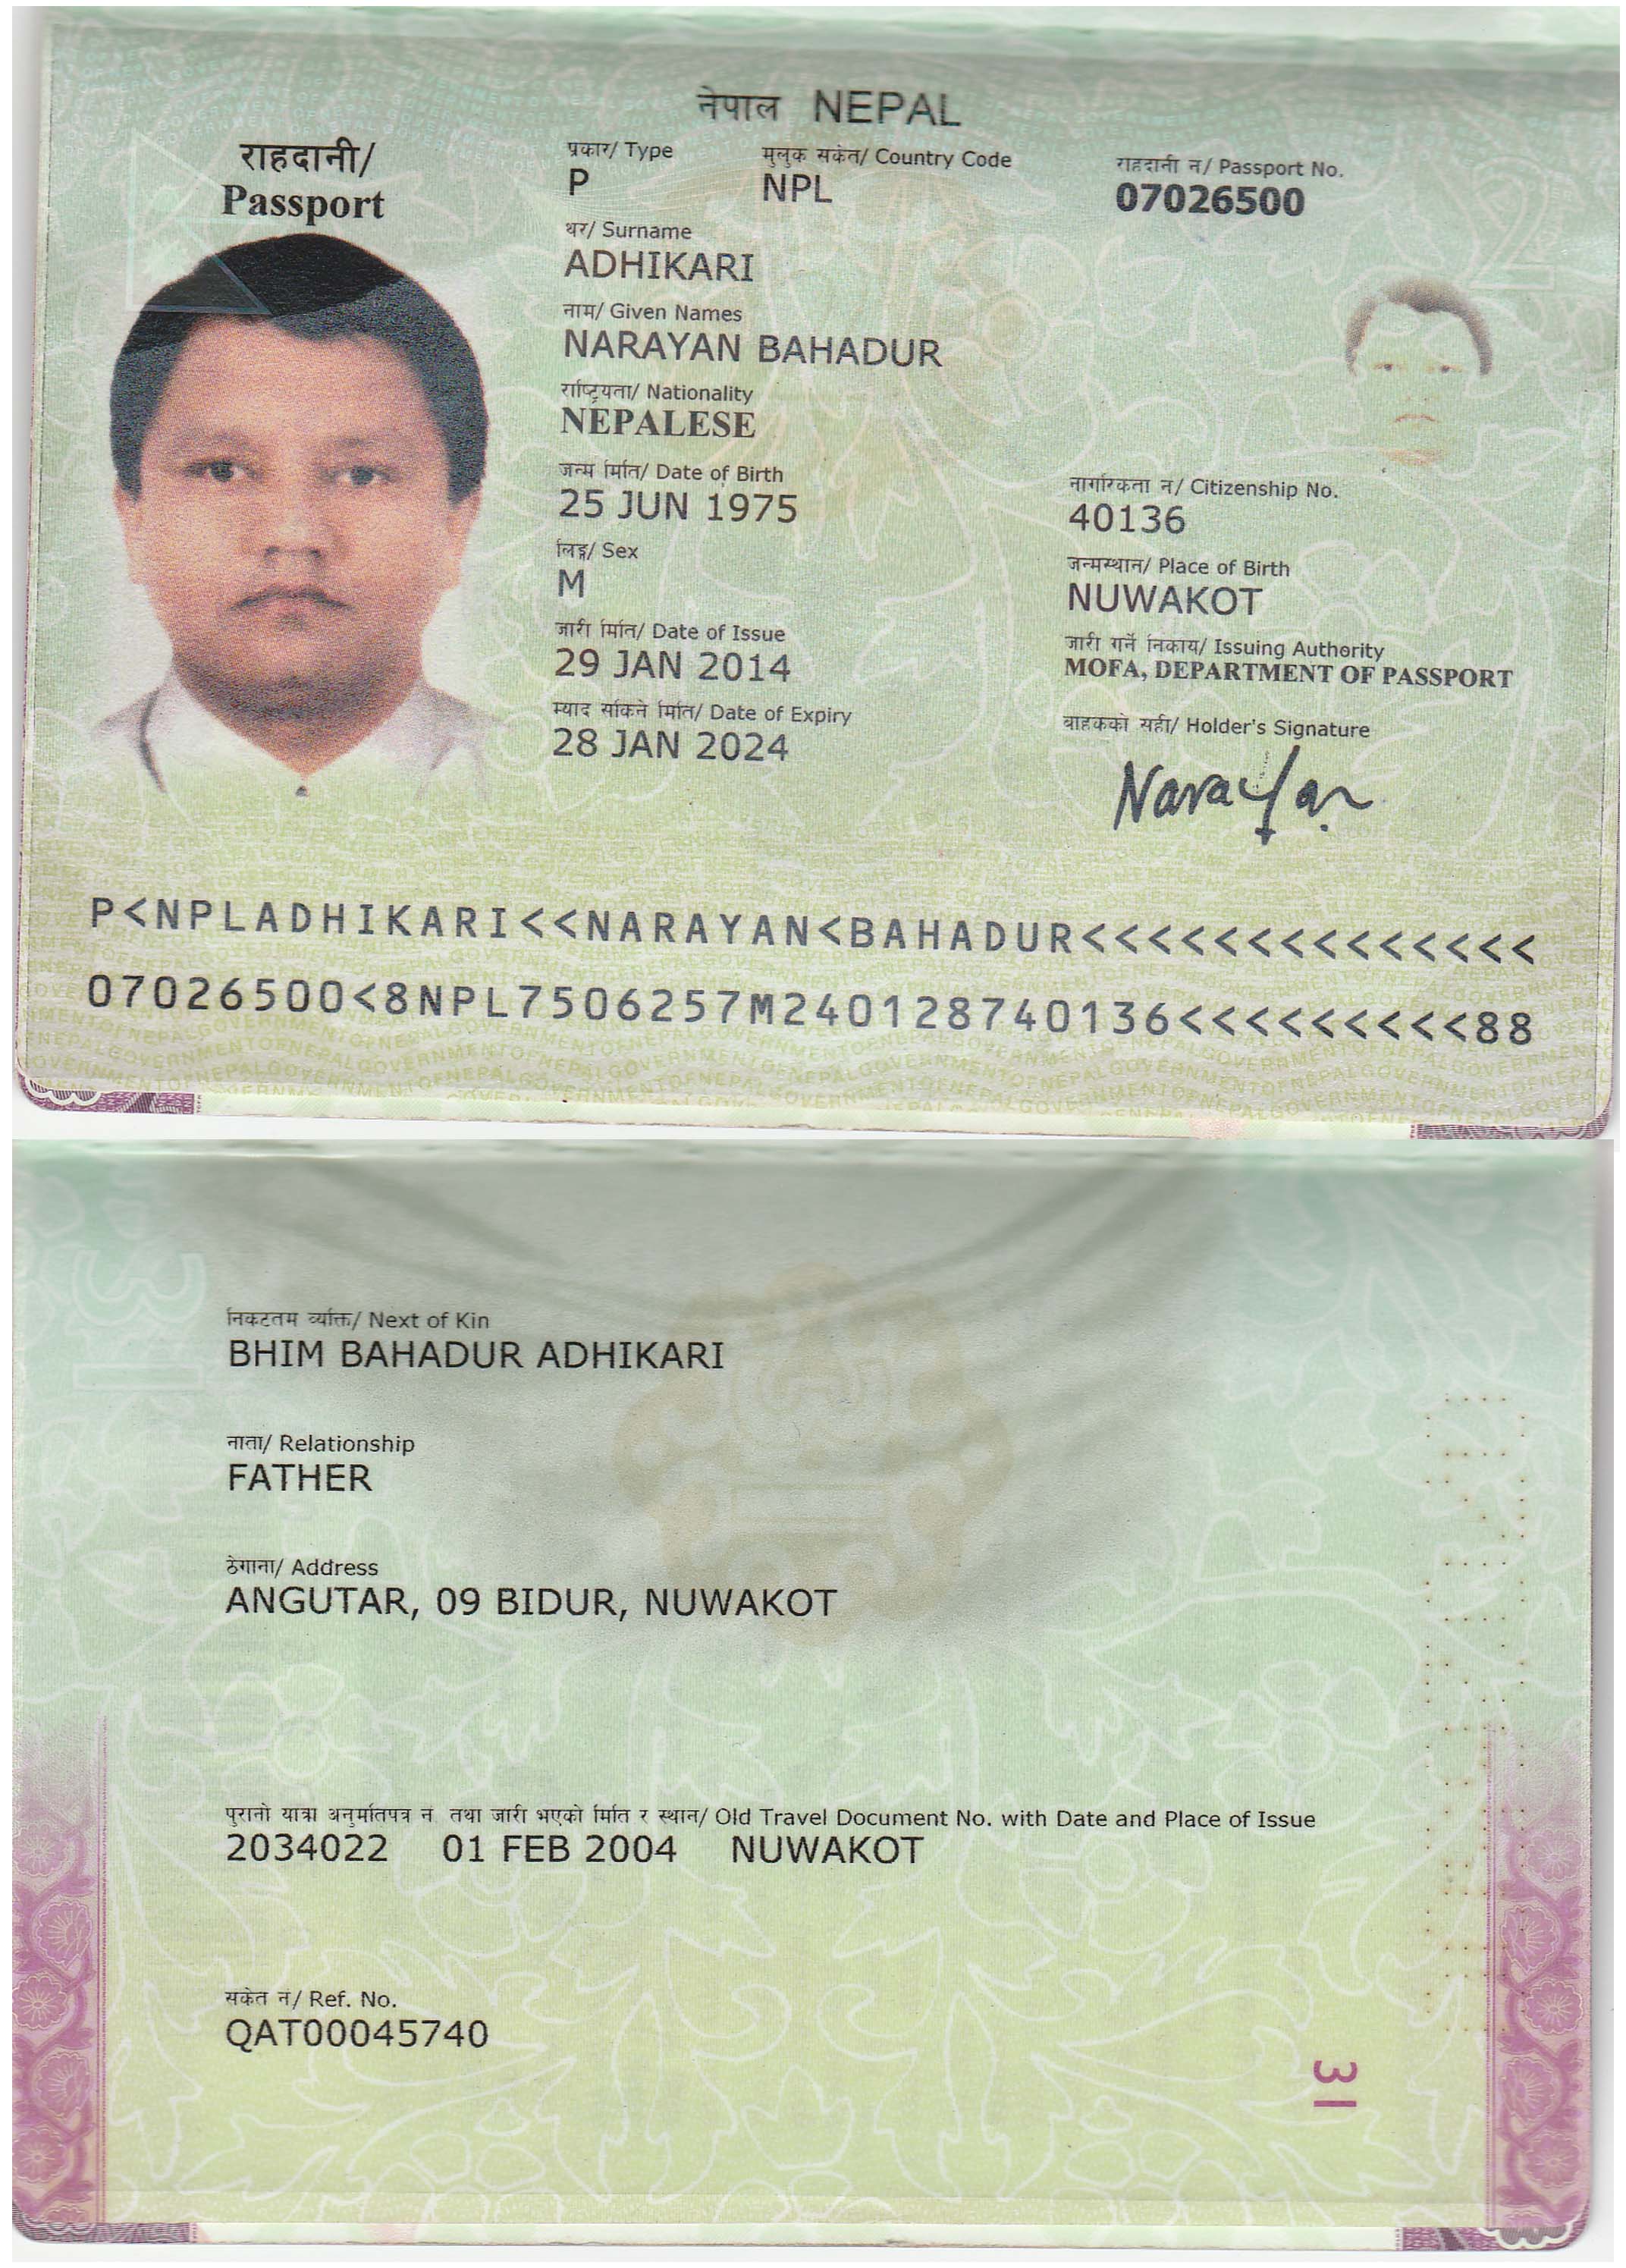 नेपाल NEPAL
राहदानी/
Passport
प्रकार/ Type
P
मुलुक संकेत/ Country Code
NPL
राहदानी नं/ Passport No.
07026500
थर/ Surname
ADHIKARI
नाम/ Given Names
NARAYAN BAHADUR
राष्ट्रियता/ Nationality
NEPALESE
जन्म मिति/ Date of Birth
25 JUN 1975
नागरिकता नं/ Citizenship No.
40136
लिङ्ग/ Sex
M
जन्मस्थान/ Place of Birth
NUWAKOT
जारी मिति/ Date of Issue
29 JAN 2014
जारी गर्ने निकाय/ Issuing Authority
MOFA, DEPARTMENT OF PASSPORT
म्याद सकिने मिति/ Date of Expiry
28 JAN 2024
वाहकको सही/ Holder's Signature
Narayan
P<NPLADHIKARI<<NARAYAN<BAHADUR<<<<<<<<<<<<<<
07026500<8NPL7506257M240128740136<<<<<<<<<88
निकटतम व्यक्ति/ Next of Kin
BHIM BAHADUR ADHIKARI
नाता/ Relationship
FATHER
ठेगाना/ Address
ANGUTAR, 09 BIDUR, NUWAKOT
पुरानो यात्रा अनुमतिपत्र नं तथा जारी भएको मिति र स्थान/ Old Travel Document No. with Date and Place of Issue
2034022 01 FEB 2004 NUWAKOT
संकेत नं/ Ref. No.
QAT00045740
31